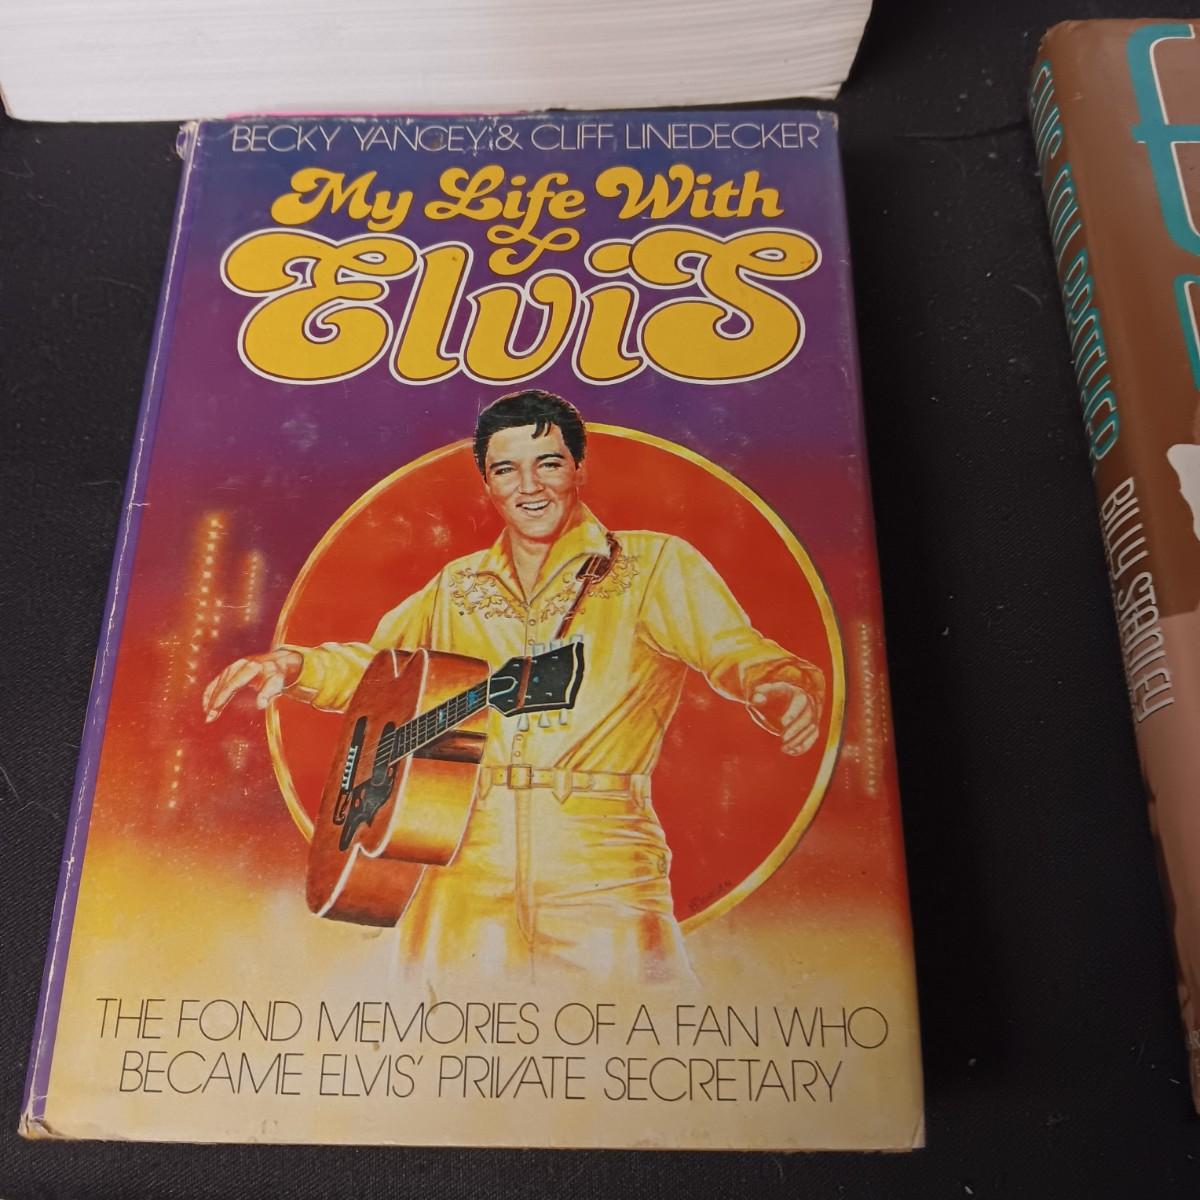 BECKY YANCEY & CLIFF LINEDECKER
My Life With
Elvis
THE FOND MEMORIES OF A FAN WHO
BECAME ELVIS' PRIVATE SECRETARY
BILLY STANLEY